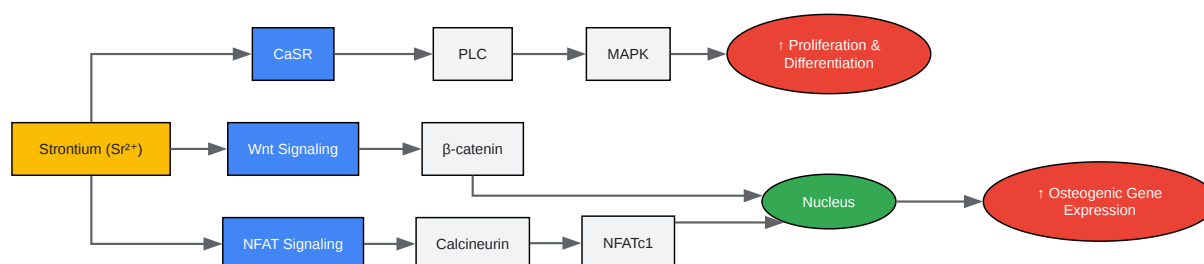 CaSR
PLC
MAPK
↑ Proliferation &
Differentiation
Strontium (Sr²⁺)
Wnt Signaling
β-catenin
Nucleus
↑ Osteogenic Gene
Expression
NFAT Signaling
Calcineurin
NFATc1